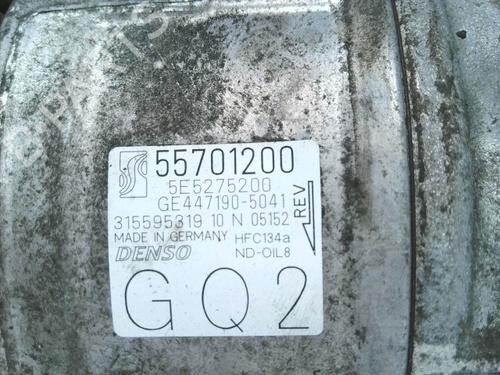 55701200
5E5275200
GE447190-5041
315595319 10 N 05152
REV
MADE IN GERMANY HFC134a
DENSO ND-OIL8
GQ2